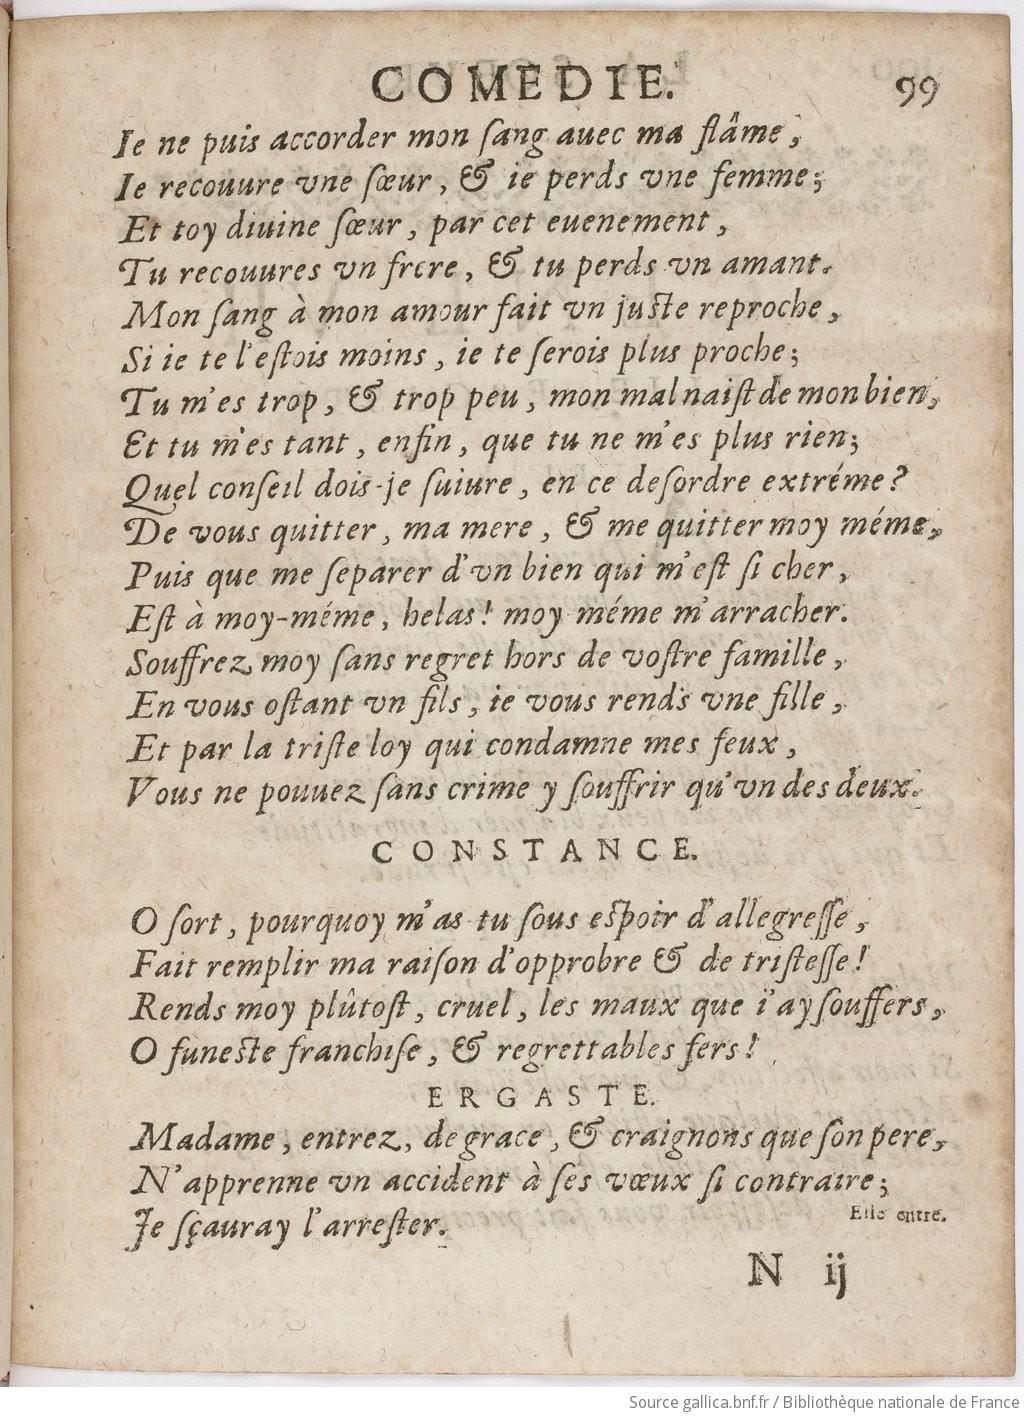 COMEDIE. 99
Ie ne puis accorder mon ſang auec ma flâme,
Ie recouure vne ſœur, & ie perds vne femme;
Et toy diuine ſœur, par cet euenement,
Tu recouures vn frere, & tu perds vn amant.
Mon ſang à mon amour fait vn juſte reproche,
Si ie te l'eſtois moins, ie te ſerois plus proche;
Tu m'es trop, & trop peu, mon mal naiſt de mon bien,
Et tu m'es tant, enfin, que tu ne m'es plus rien;
Quel conſeil dois-je ſuiure, en ce deſordre extréme?
De vous quitter, ma mere, & me quitter moy méme,
Puis que me ſeparer d'vn bien qui m'eſt ſi cher,
Eſt à moy-méme, helas! moy méme m'arracher.
Souffrez moy ſans regret hors de voſtre famille,
En vous oſtant vn fils, ie vous rends vne fille,
Et par la triſte loy qui condamne mes feux,
Vous ne pouuez ſans crime y ſouffrir qu'vn des deux.
CONSTANCE.
O ſort, pourquoy m'as tu ſous eſpoir d'allegreſſe,
Fait remplir ma raiſon d'opprobre & de triſteſſe!
Rends moy plûtoſt, cruel, les maux que i'ay ſouffers,
O funeſte franchiſe, & regrettables fers!
ERGASTE.
Madame, entrez, de grace, & craignons que ſon pere,
N'apprenne vn accident à ſes vœux ſi contraire;
Je ſçauray l'arreſter. Elle entre.
N ij
Source gallica.bnf.fr / Bibliothèque nationale de France